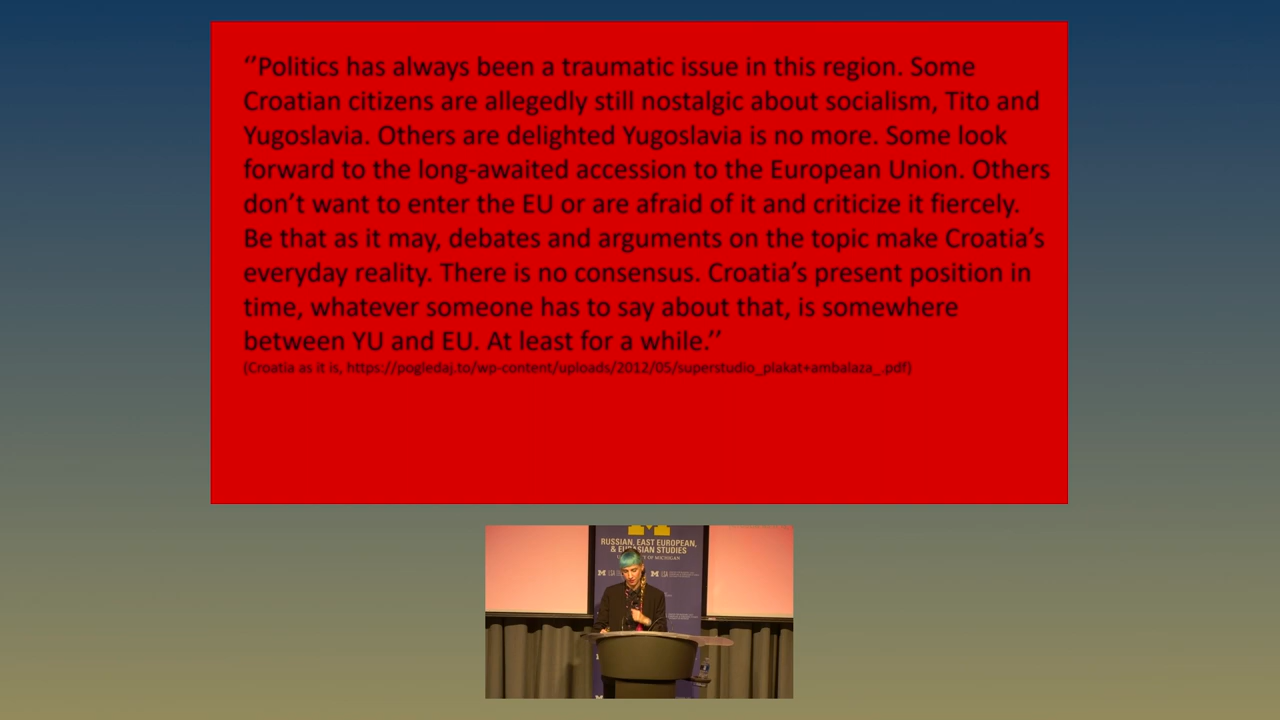 ‘’Politics has always been a traumatic issue in this region. Some
Croatian citizens are allegedly still nostalgic about socialism, Tito and
Yugoslavia. Others are delighted Yugoslavia is no more. Some look
forward to the long-awaited accession to the European Union. Others
don’t want to enter the EU or are afraid of it and criticize it fiercely.
Be that as it may, debates and arguments on the topic make Croatia’s
everyday reality. There is no consensus. Croatia’s present position in
time, whatever someone has to say about that, is somewhere
between YU and EU. At least for a while.’’
(Croatia as it is, https://pogledaj.to/wp-content/uploads/2012/05/superstudio_plakat+ambalaza_.pdf)
M
RUSSIAN, EAST EUROPEAN,
& EURASIAN STUDIES
OF MICHIGAN
M LSA M LSA